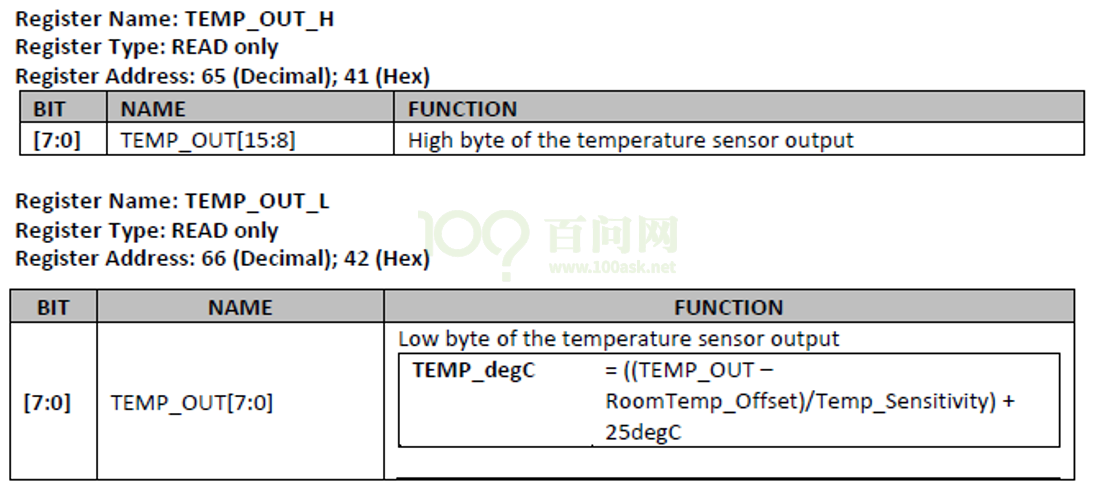 Register Name: TEMP_OUT_H
Register Type: READ only
Register Address: 65 (Decimal); 41 (Hex)
BIT NAME FUNCTION
[7:0] TEMP_OUT[15:8] High byte of the temperature sensor output
Register Name: TEMP_OUT_L
Register Type: READ only
Register Address: 66 (Decimal); 42 (Hex)
100? 百问网
www.100ask.net
BIT NAME FUNCTION
Low byte of the temperature sensor output
TEMP_degC = ((TEMP_OUT –
[7:0] TEMP_OUT[7:0] RoomTemp_Offset)/Temp_Sensitivity) +
25degC